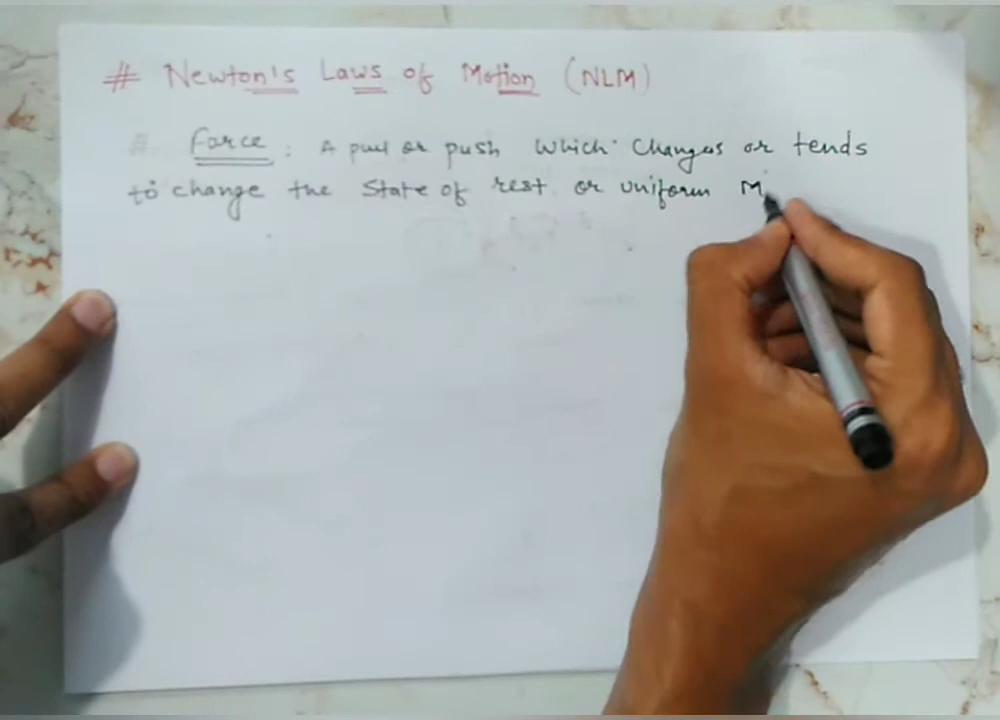 # Newton's Laws of Motion (NLM)
Force : A pull or push which changes or tends
to change the State of rest or uniform M